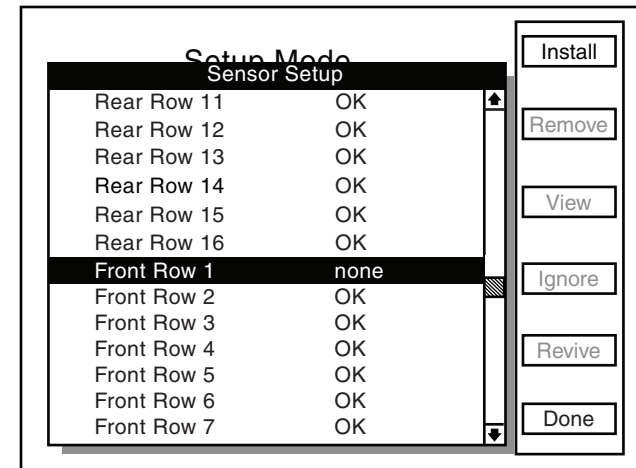 Setup Mode
Sensor Setup
Rear Row 11 OK
Rear Row 12 OK
Rear Row 13 OK
Rear Row 14 OK
Rear Row 15 OK
Rear Row 16 OK
Front Row 1 none
Front Row 2 OK
Front Row 3 OK
Front Row 4 OK
Front Row 5 OK
Front Row 6 OK
Front Row 7 OK
Install
Remove
View
Ignore
Revive
Done